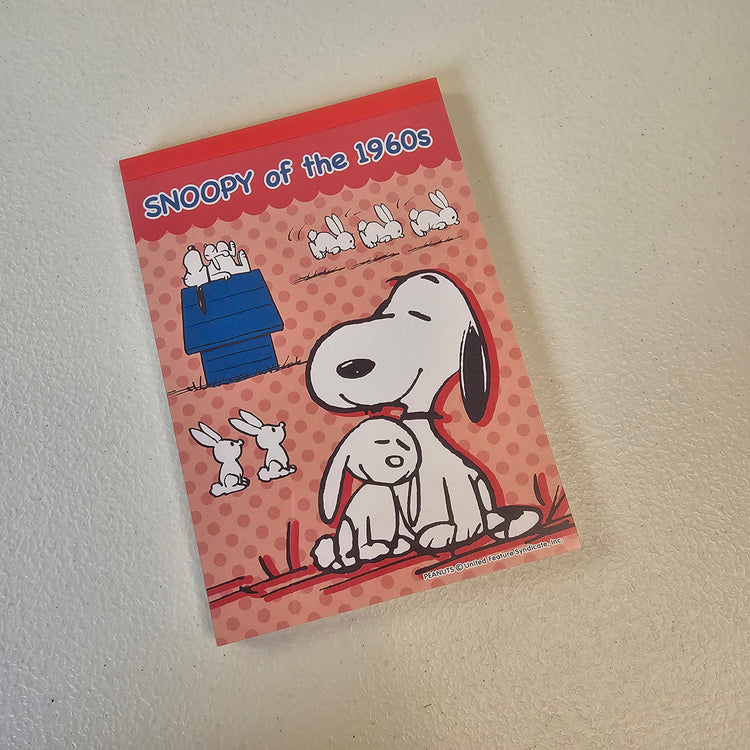 SNOOPY of the 1960s
PEANUTS © United Feature Syndicate, Inc.